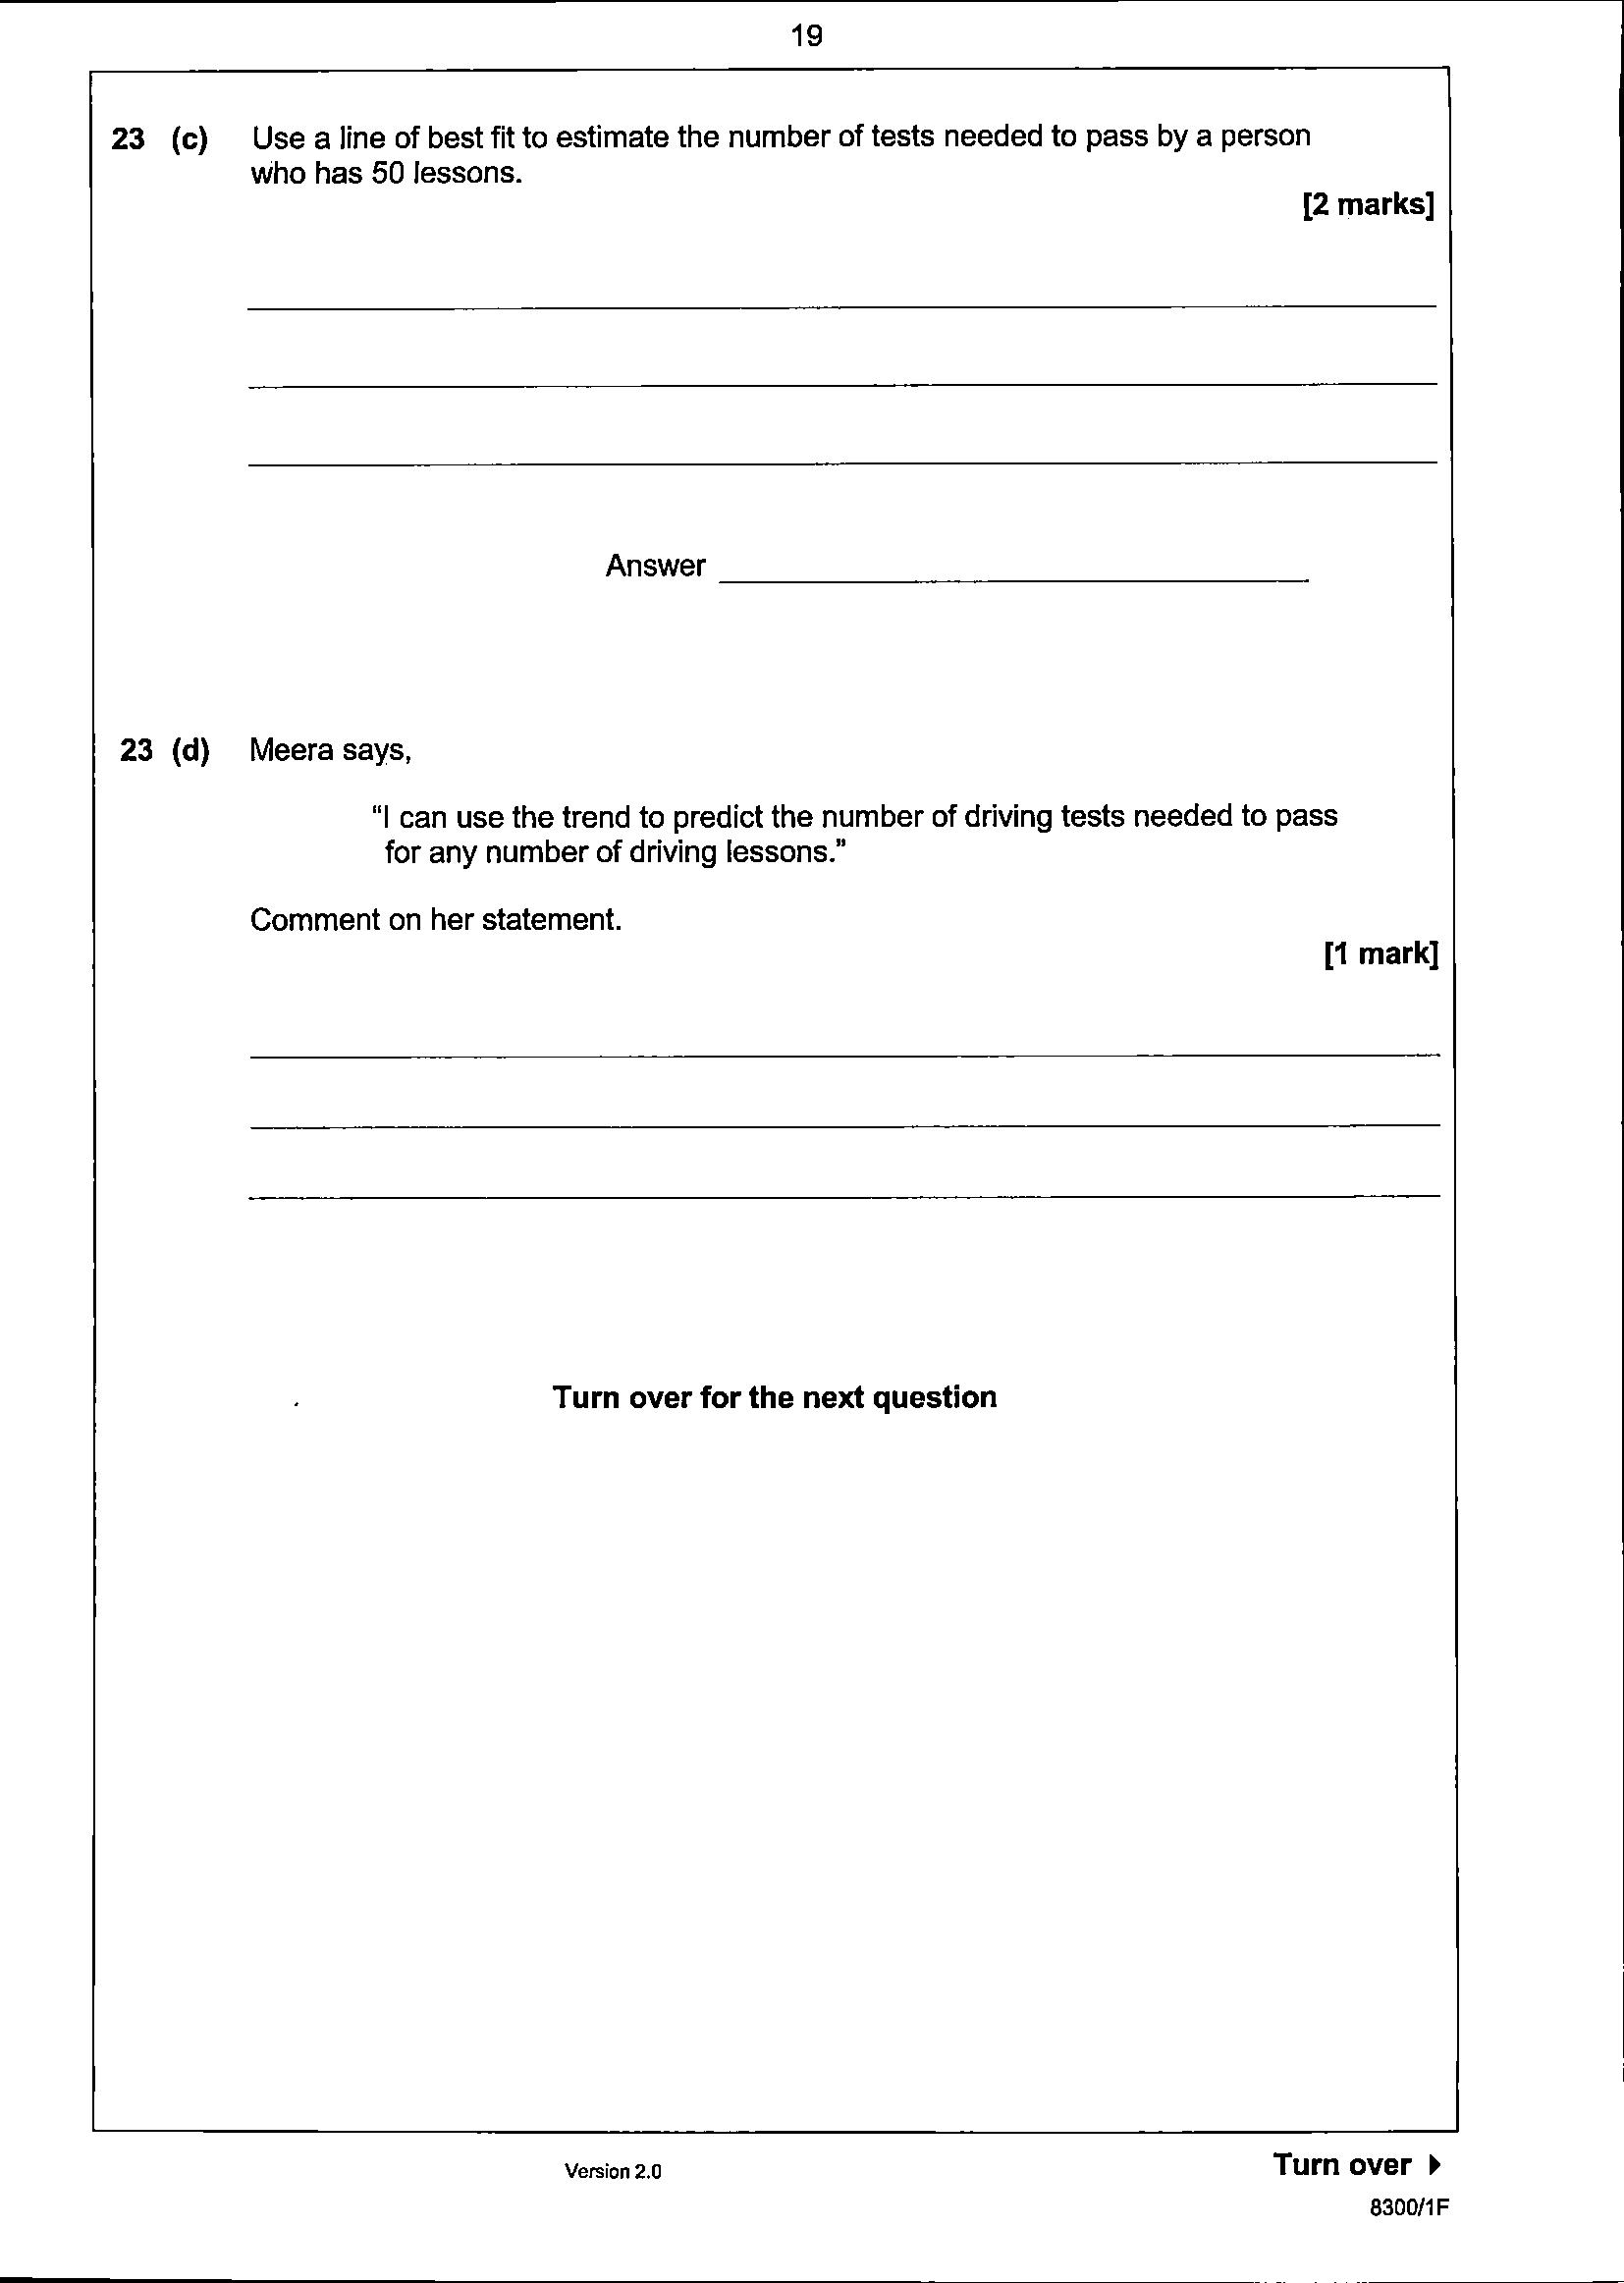 19
23 (c) Use a line of best fit to estimate the number of tests needed to pass by a person
who has 50 lessons.
[2 marks]
Answer
23 (d) Meera says,
“I can use the trend to predict the number of driving tests needed to pass
for any number of driving lessons.”
Comment on her statement.
[1 mark]
Turn over for the next question
Version 2.0
Turn over
8300/1F